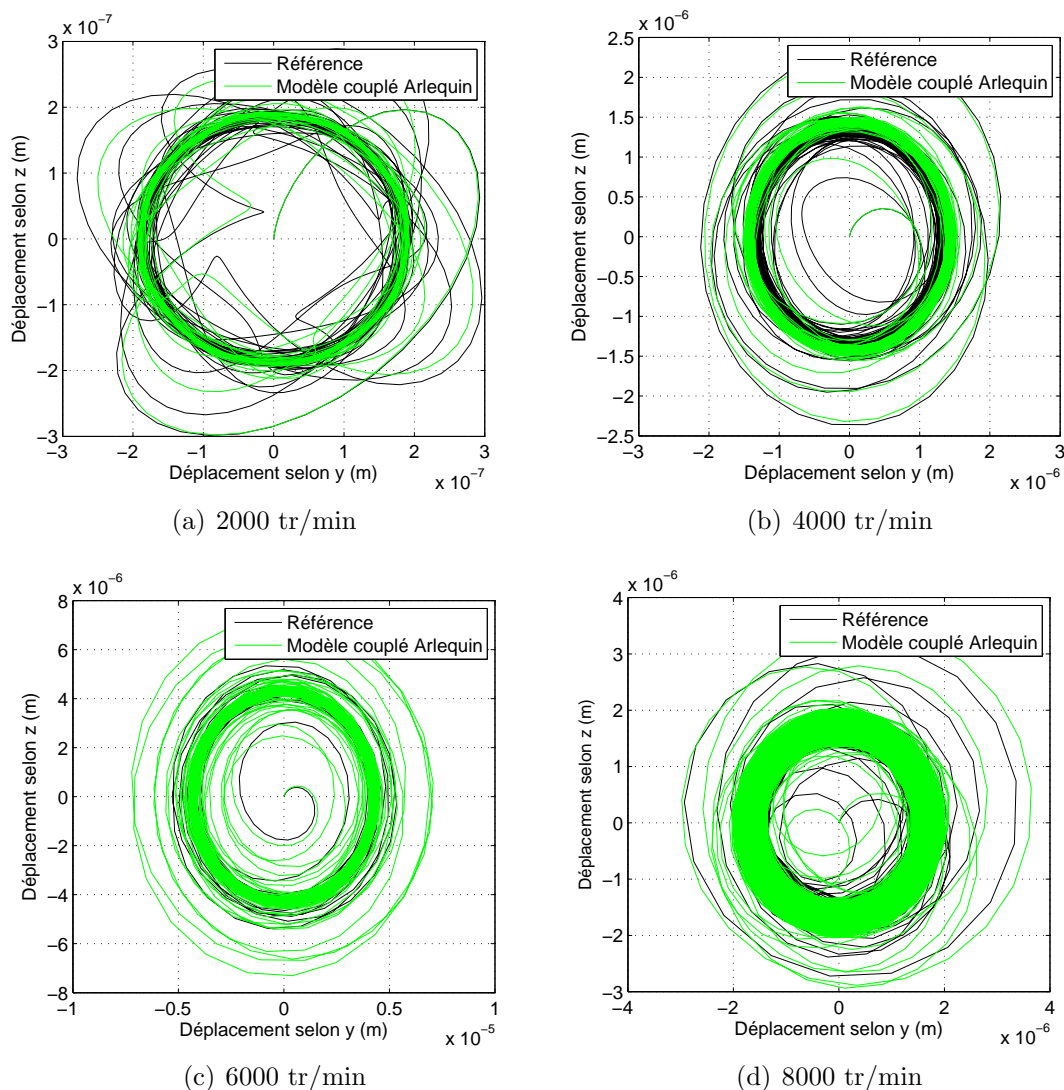 x 10⁻⁷
Référence
Modèle couplé Arlequin
Déplacement selon z (m)
3
2
1
0
−1
−2
−3
−3 −2 −1 0 1 2 3
Déplacement selon y (m)
x 10⁻⁷
(a) 2000 tr/min
x 10⁻⁶
Référence
Modèle couplé Arlequin
Déplacement selon z (m)
2.5
2
1.5
1
0.5
0
−0.5
−1
−1.5
−2
−2.5
−3 −2 −1 0 1 2 3
Déplacement selon y (m)
x 10⁻⁶
(b) 4000 tr/min
x 10⁻⁶
Référence
Modèle couplé Arlequin
Déplacement selon z (m)
8
6
4
2
0
−2
−4
−6
−8
−1 −0.5 0 0.5 1
Déplacement selon y (m)
x 10⁻⁵
(c) 6000 tr/min
x 10⁻⁶
Référence
Modèle couplé Arlequin
Déplacement selon z (m)
4
3
2
1
0
−1
−2
−3
−4 −2 0 2 4
Déplacement selon y (m)
x 10⁻⁶
(d) 8000 tr/min